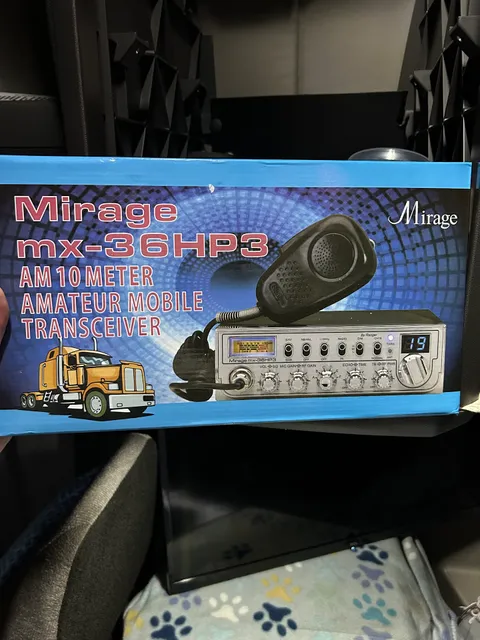 Mirage
mx-36HP3
Mirage
AM 10 METER
AMATEUR MOBILE
TRANSCEIVER
19